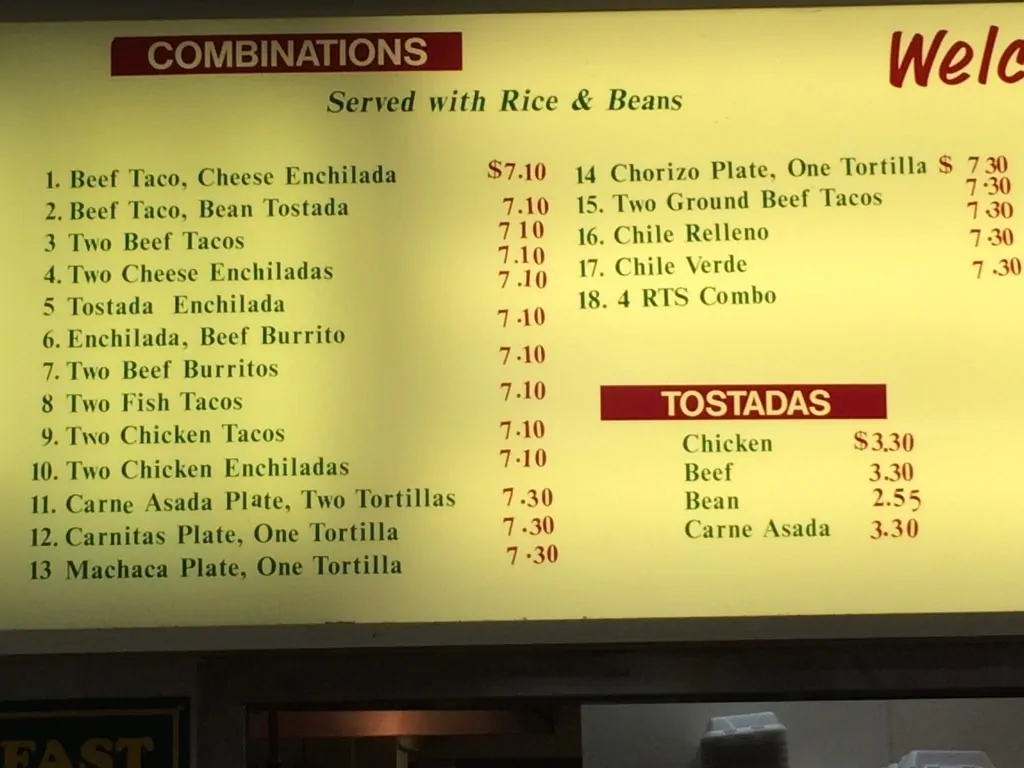 COMBINATIONS
Welc
Served with Rice & Beans
1. Beef Taco, Cheese Enchilada $7.10
2. Beef Taco, Bean Tostada 7.10
3 Two Beef Tacos 7 10
4. Two Cheese Enchiladas 7.10
5 Tostada Enchilada 7.10
6. Enchilada, Beef Burrito 7.10
7. Two Beef Burritos 7.10
8 Two Fish Tacos 7.10
9. Two Chicken Tacos 7.10
10. Two Chicken Enchiladas 7.10
11. Carne Asada Plate, Two Tortillas 7.30
12. Carnitas Plate, One Tortilla 7.30
13 Machaca Plate, One Tortilla 7.30
14 Chorizo Plate, One Tortilla $ 7 30
15. Two Ground Beef Tacos 7.30
16. Chile Relleno 7.30
17. Chile Verde 7.30
18. 4 RTS Combo 7.30
TOSTADAS
Chicken $3.30
Beef 3.30
Bean 2.55
Carne Asada 3.30
FAST